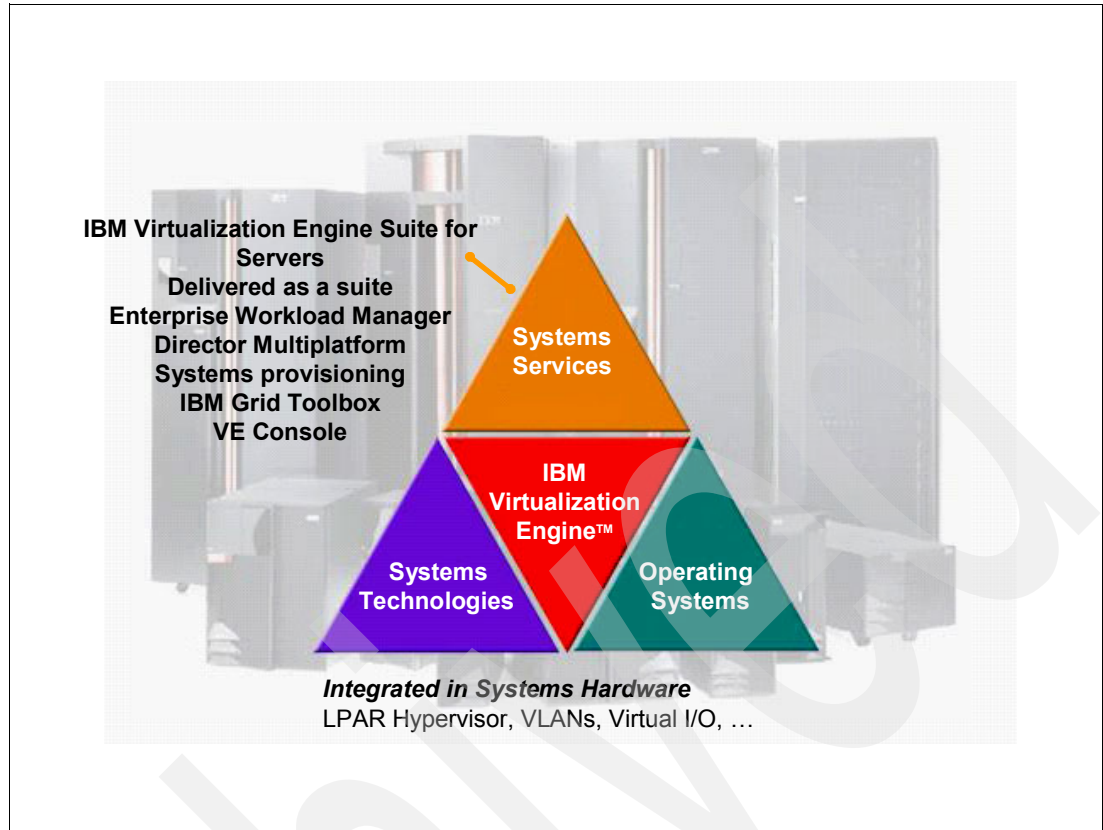 IBM Virtualization Engine Suite for
Servers
Delivered as a suite
Enterprise Workload Manager
Director Multiplatform
Systems provisioning
IBM Grid Toolbox
VE Console
Systems
Services
IBM
Virtualization
Engine™
Systems
Technologies
Operating
Systems
Integrated in Systems Hardware
LPAR Hypervisor, VLANs, Virtual I/O, …